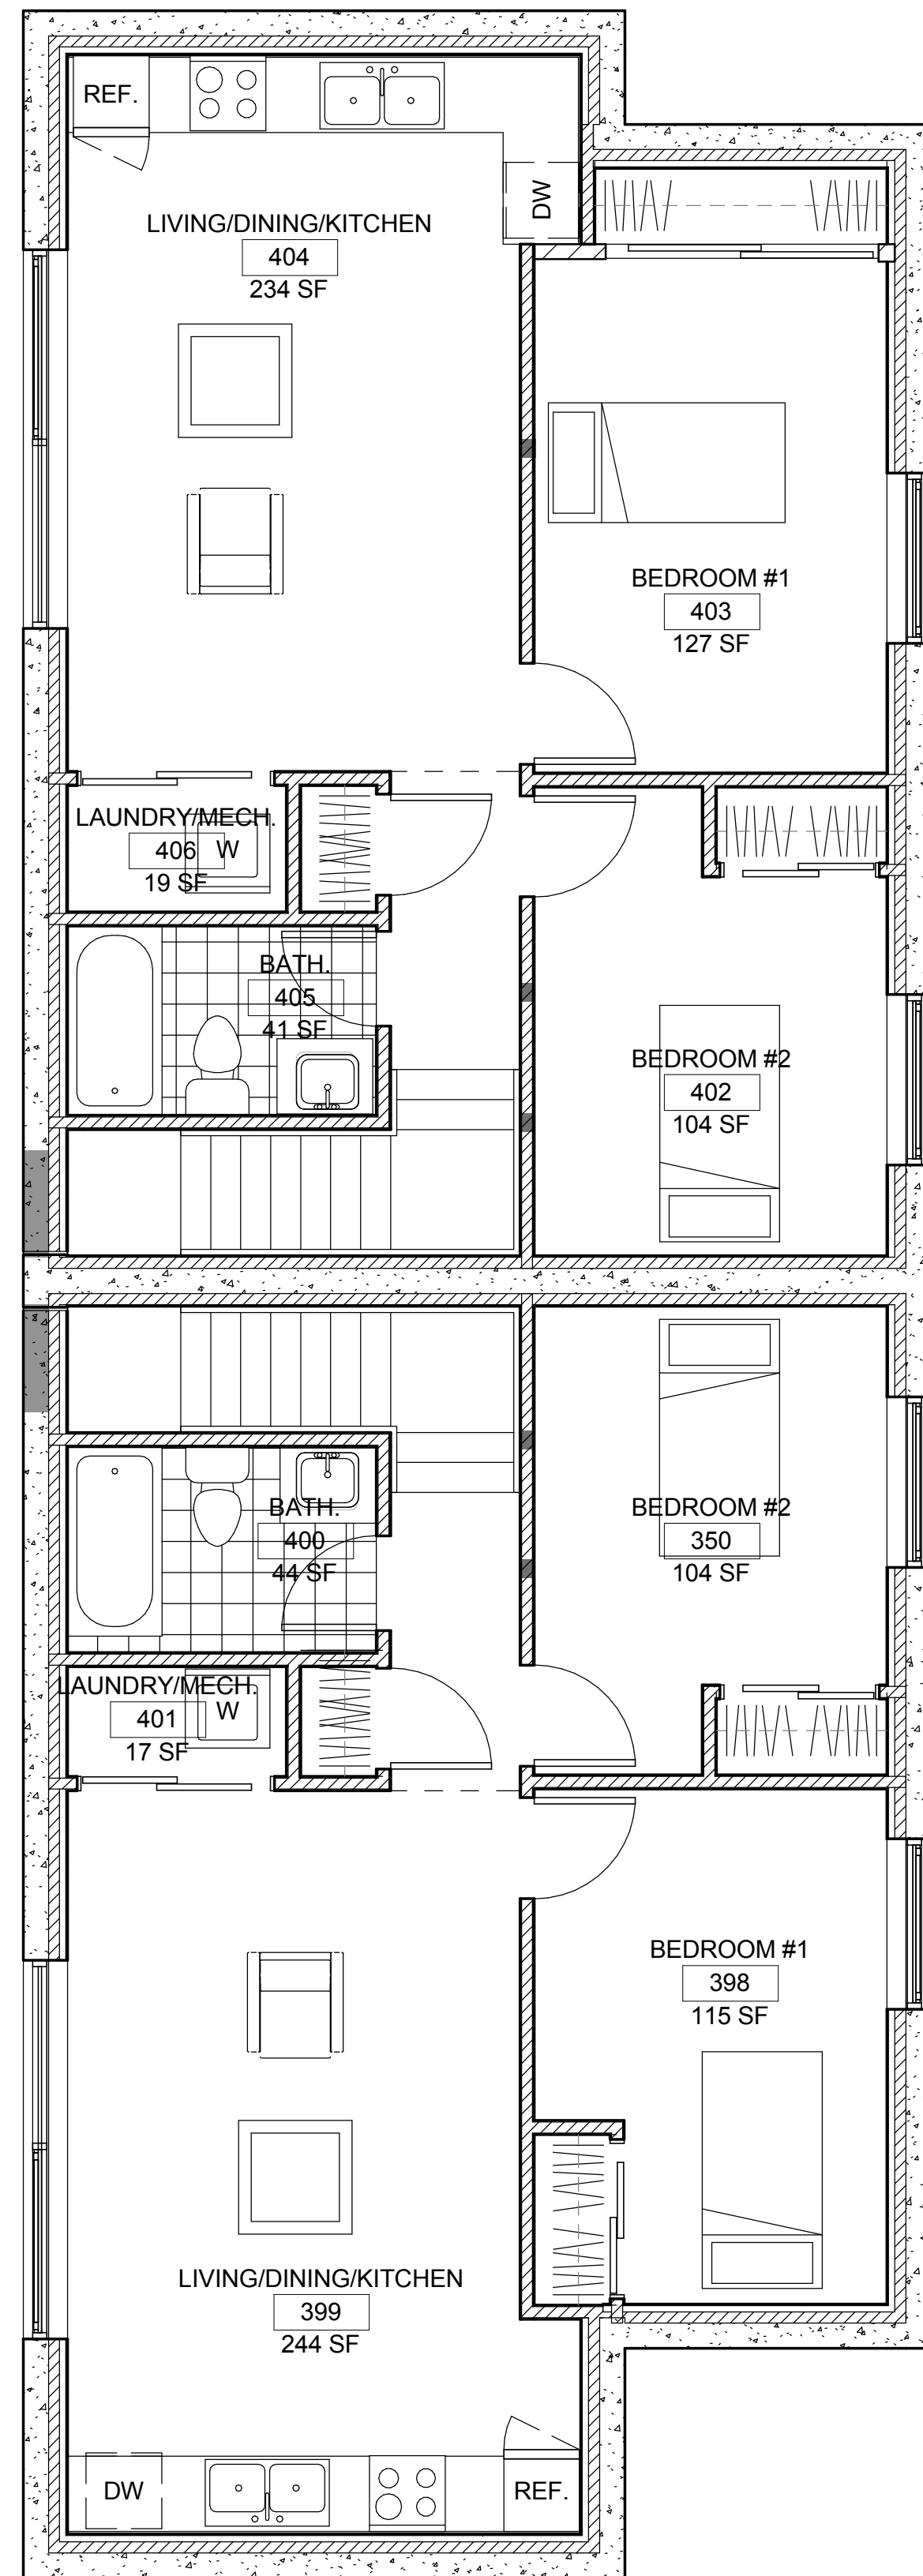 REF.
DW
LIVING/DINING/KITCHEN
404
234 SF
BEDROOM #1
403
127 SF
LAUNDRY/MECH.
406
W
19 SF
BATH.
405
41 SF
BEDROOM #2
402
104 SF
BATH.
400
44 SF
BEDROOM #2
350
104 SF
LAUNDRY/MECH.
401
W
17 SF
BEDROOM #1
398
115 SF
LIVING/DINING/KITCHEN
399
244 SF
DW
REF.